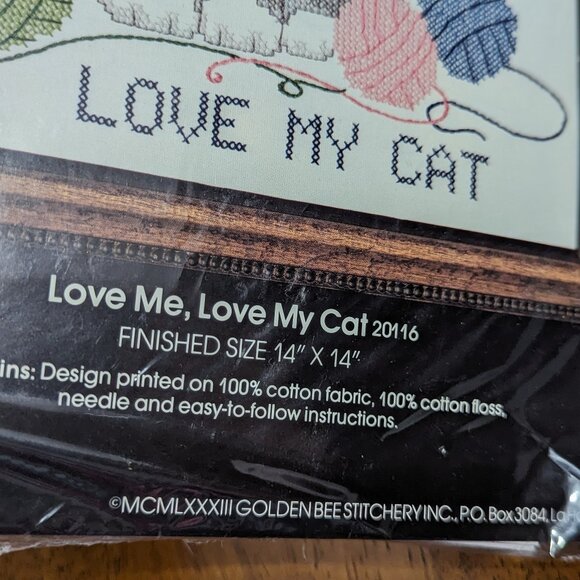 LOVE MY CAT
Love Me, Love My Cat 20116
FINISHED SIZE 14" X 14"
Design printed on 100% cotton fabric, 100% cotton floss,
needle and easy-to-follow instructions.
©MCMLXXXIII GOLDEN BEE STITCHERY INC., P.O. Box 3084, La